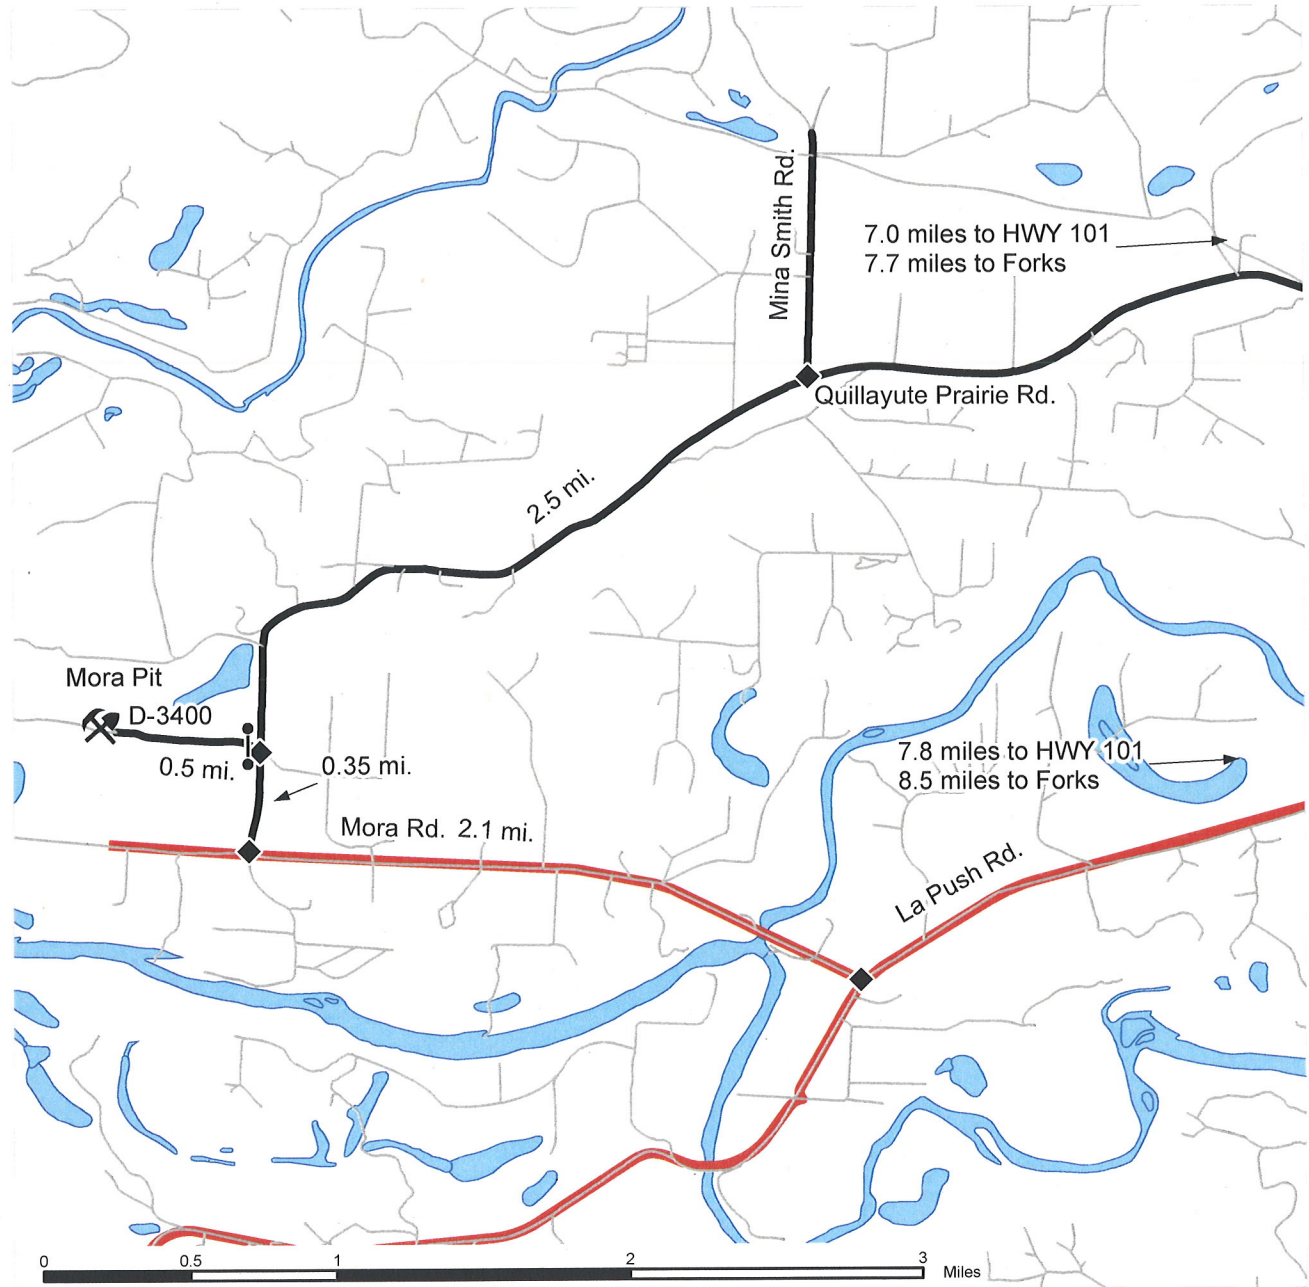 Mina Smith Rd.
7.0 miles to HWY 101
7.7 miles to Forks
Quillayute Prairie Rd.
2.5 mi.
Mora Pit
D-3400
0.5 mi.
0.35 mi.
7.8 miles to HWY 101
8.5 miles to Forks
Mora Rd. 2.1 mi.
La Push Rd.
0 0.5 1 2 3 Miles